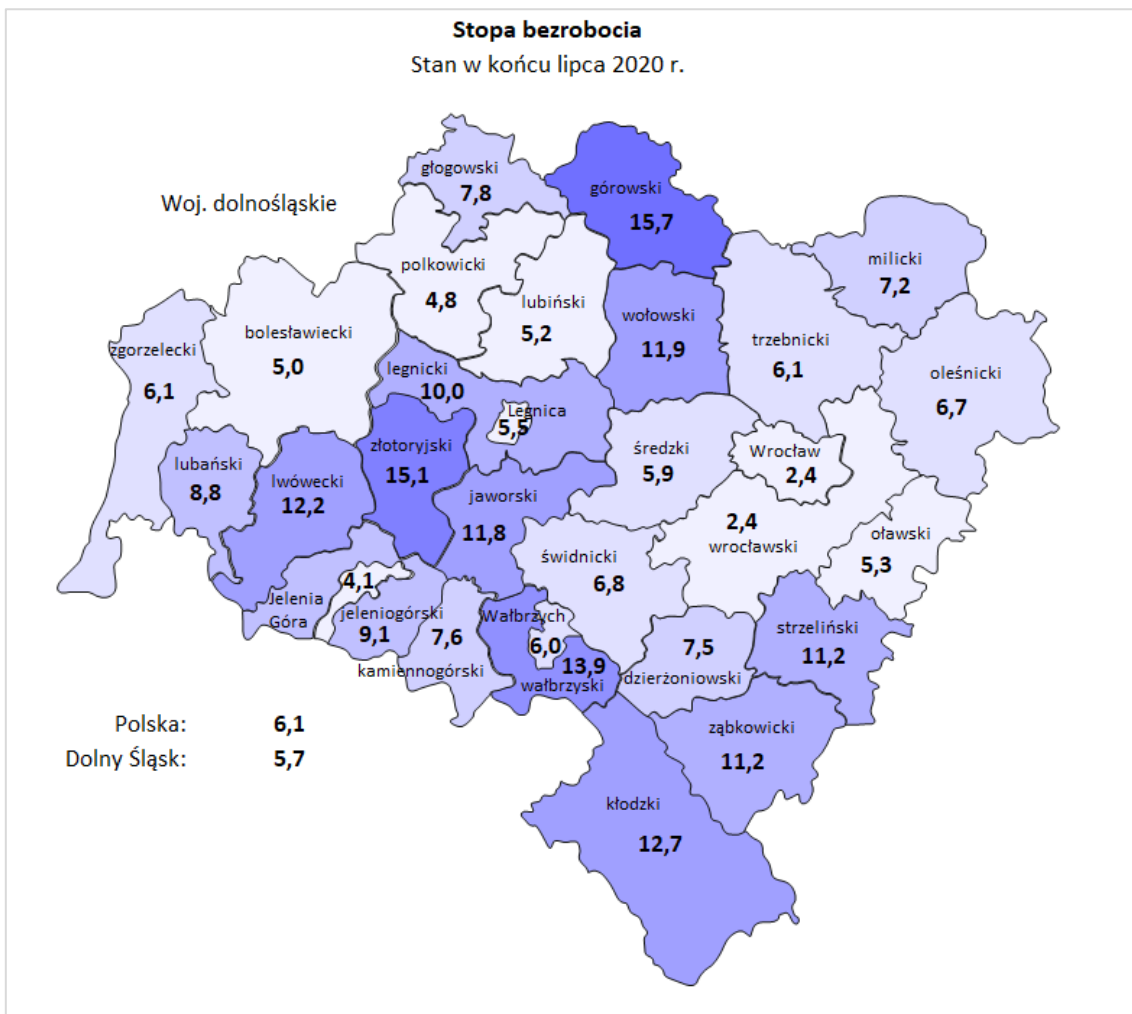 Stopa bezrobocia
Stan w końcu lipca 2020 r.
Woj. dolnośląskie
głogowski
7,8
górowski
15,7
milicki
7,2
polkowicki
4,8
lubiński
5,2
wołowski
11,9
trzebnicki
6,1
oleśnicki
6,7
bolesławiecki
5,0
zgorzelecki
6,1
legnicki
10,0
Legnica
5,5
złotoryjski
15,1
średzki
5,9
Wrocław
2,4
lubański
8,8
lwówecki
12,2
jaworski
11,8
2,4
wrocławski
oławski
5,3
świdnicki
6,8
4,1
Jelenia
Góra
jeleniogórski
9,1
7,6
kamiennogórski
Wałbrzych
6,0
13,9
wałbrzyski
7,5
dzierżoniowski
strzeliński
11,2
ząbkowicki
11,2
kłodzki
12,7
Polska: 6,1
Dolny Śląsk: 5,7